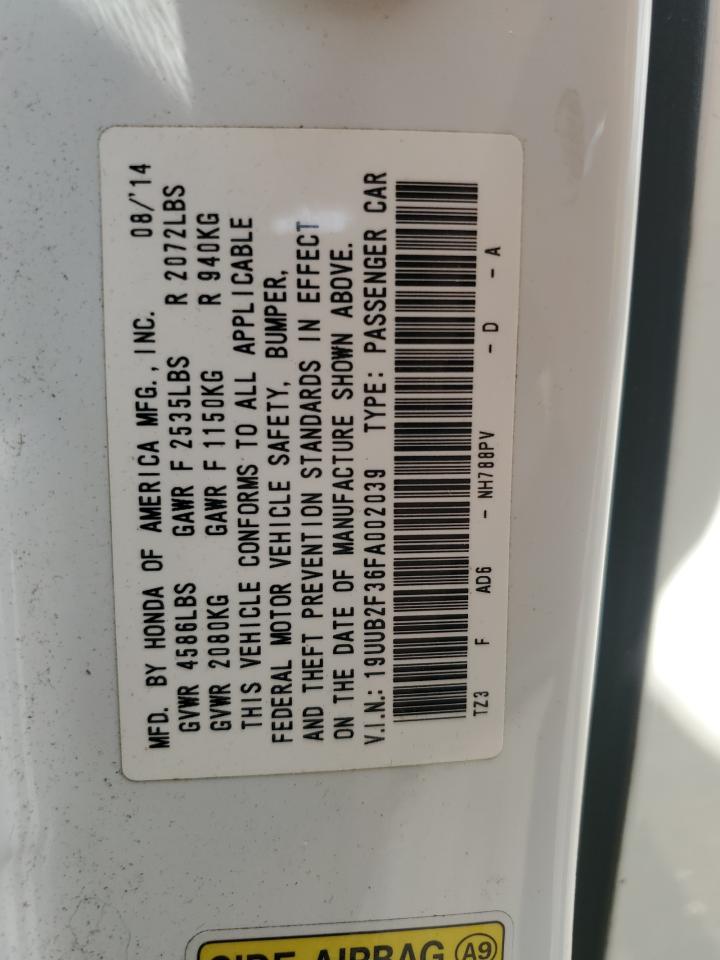 MFD. BY HONDA OF AMERICA MFG., INC. 08/'14
GVWR 4586LBS GAWR F 2535LBS R 2072LBS
GVWR 2080KG GAWR F 1150KG R 940KG
THIS VEHICLE CONFORMS TO ALL APPLICABLE
FEDERAL MOTOR VEHICLE SAFETY, BUMPER,
AND THEFT PREVENTION STANDARDS IN EFFECT
ON THE DATE OF MANUFACTURE SHOWN ABOVE.
V.I.N.: 19UUB2F36FA002039 TYPE: PASSENGER CAR
TZ3 F AD6 - NH788PV - D - A
SIDE AIRBAG A9